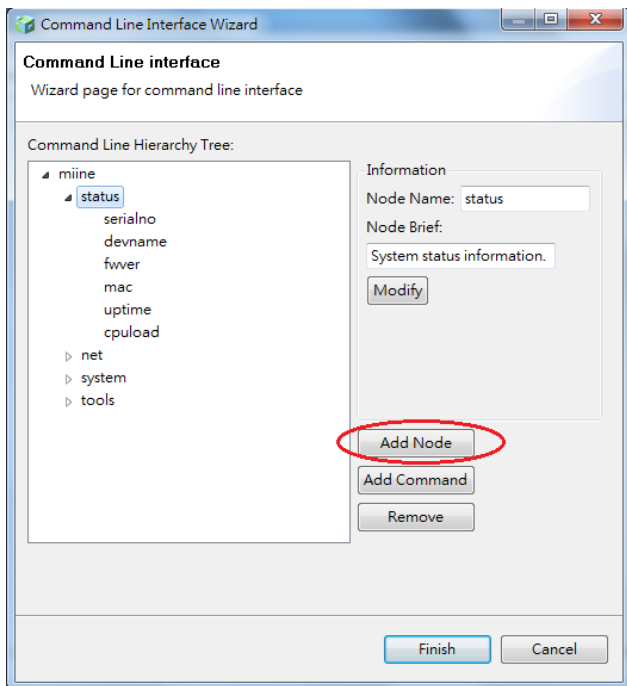 Command Line Interface Wizard
Command Line interface
Wizard page for command line interface
Command Line Hierarchy Tree:
miine
status
serialno
devname
fwver
mac
uptime
cpuload
net
system
tools
Information
Node Name: status
Node Brief:
System status information.
Modify
Add Node
Add Command
Remove
Finish
Cancel